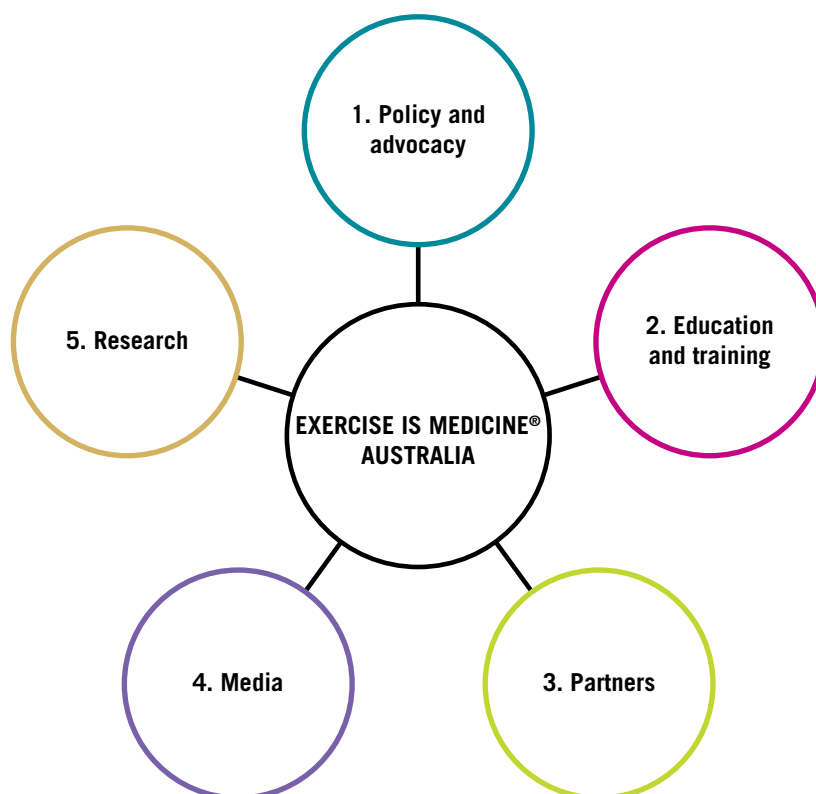 1. Policy and
advocacy
2. Education
and training
3. Partners
4. Media
5. Research
EXERCISE IS MEDICINE®
AUSTRALIA